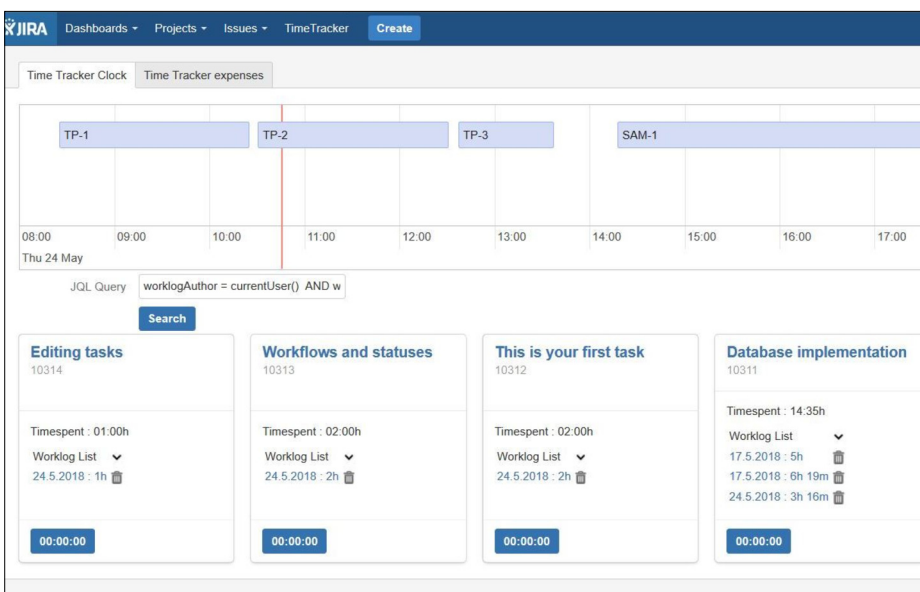 JIRA Dashboards Projects Issues TimeTracker Create
Time Tracker Clock Time Tracker expenses
TP-1 TP-2 TP-3 SAM-1
08:00 09:00 10:00 11:00 12:00 13:00 14:00 15:00 16:00 17:00
Thu 24 May
JQL Query worklogAuthor = currentUser() AND w
Search
Editing tasks
10314
Timespent : 01:00h
Worklog List
24.5.2018 : 1h
00:00:00
Workflows and statuses
10313
Timespent : 02:00h
Worklog List
24.5.2018 : 2h
00:00:00
This is your first task
10312
Timespent : 02:00h
Worklog List
24.5.2018 : 2h
00:00:00
Database implementation
10311
Timespent : 14:35h
Worklog List
17.5.2018 : 5h
17.5.2018 : 6h 19m
24.5.2018 : 3h 16m
00:00:00